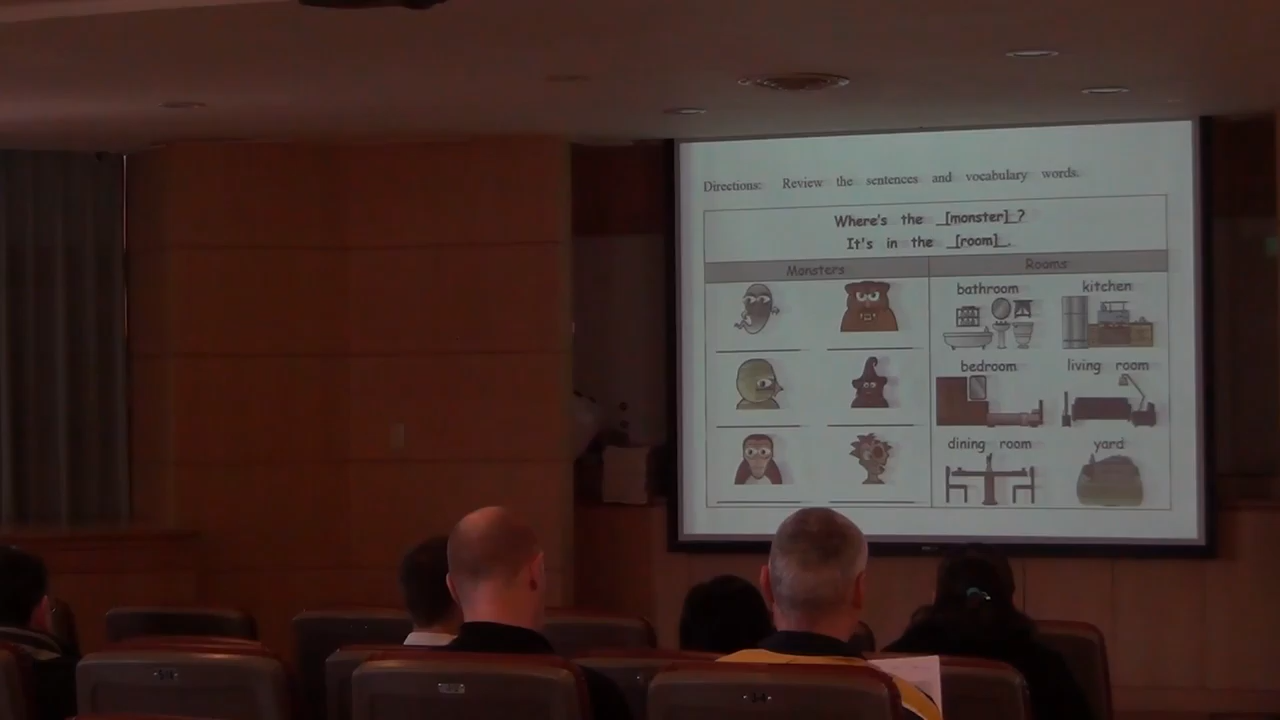 Directions: Review the sentences and vocabulary words.
Where's the [monster] ?
It's in the [room] .
Monsters Rooms
bathroom kitchen
bedroom living room
dining room yard